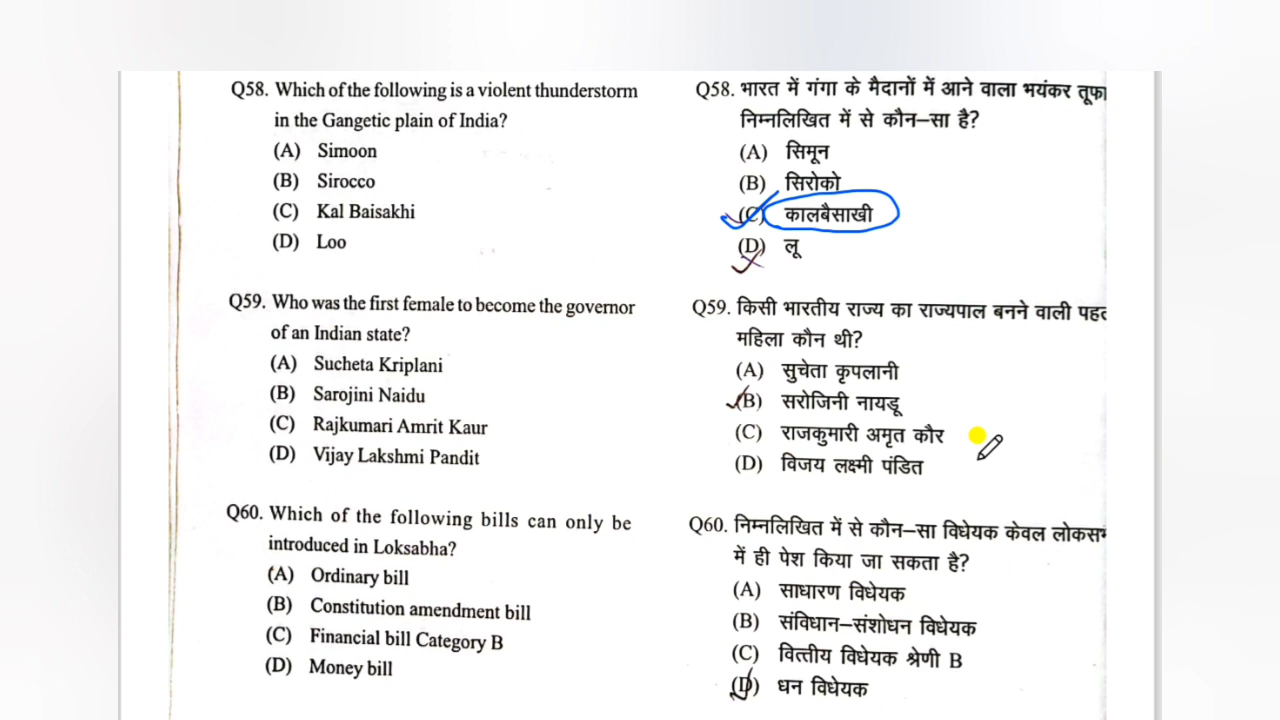 Q58. Which of the following is a violent thunderstorm
in the Gangetic plain of India?
(A) Simoon
(B) Sirocco
(C) Kal Baisakhi
(D) Loo
Q59. Who was the first female to become the governor
of an Indian state?
(A) Sucheta Kriplani
(B) Sarojini Naidu
(C) Rajkumari Amrit Kaur
(D) Vijay Lakshmi Pandit
Q60. Which of the following bills can only be
introduced in Loksabha?
(A) Ordinary bill
(B) Constitution amendment bill
(C) Financial bill Category B
(D) Money bill
Q58. भारत में गंगा के मैदानों में आने वाला भयंकर
निम्नलिखित में से कौन–सा है?
(A) सिमून
(B) सिरोको
(C) कालबैसाखी
(D) लू
Q59. किसी भारतीय राज्य का राज्यपाल बनने वाली
महिला कौन थी?
(A) सुचेता कृपलानी
(B) सरोजिनी नायडू
(C) राजकुमारी अमृत कौर
(D) विजय लक्ष्मी पंडित
Q60. निम्नलिखित में से कौन–सा विधेयक केवल
में ही पेश किया जा सकता है?
(A) साधारण विधेयक
(B) संविधान–संशोधन विधेयक
(C) वित्तीय विधेयक श्रेणी B
(D) धन विधेयक